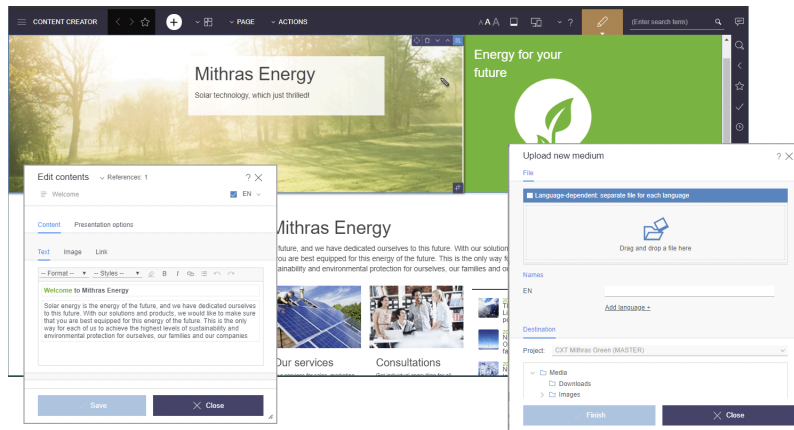 CONTENT CREATOR
PAGE
ACTIONS
A A A
?
(Enter search term)
Mithras Energy
Solar technology, which just thrilled!
Energy for your
future
Edit contents
References: 1
?
Welcome
EN
Content Presentation options
Text Image Link
-- Format -- -- Styles -- B I
Welcome to Mithras Energy
Solar energy is the energy of the future, and we have dedicated ourselves
to this future. With our solutions and products, we would like to make sure
that you are best equipped for this energy of the future. This is the only
way for each of us to achieve the highest levels of sustainability and
environmental protection for ourselves, our families and our companies
Save
Close
Mithras Energy
future, and we have dedicated ourselves to this future. With our solution
ou are best equipped for this energy of the future. This is the only way f
ainability and environmental protection for ourselves, our families and o
Our services
Consultations
Upload new medium
?
File
Language-dependent: separate file for each language
Drag and drop a file here
Names
EN
Add language +
Destination
Project: CXT Mithras Green (MASTER)
Media
Downloads
Images
Finish
Close